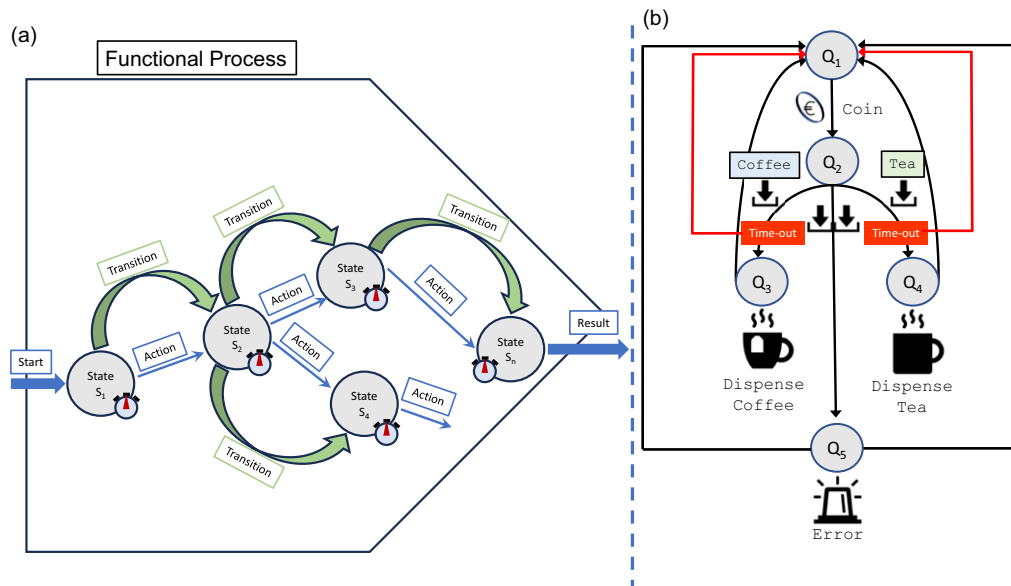 (a)
Functional Process
Transition
Transition
Transition
Transition
Start
State
S1
Action
State
S2
Action
Action
State
S3
Action
State
S4
Action
State
Sn
Result
(b)
Q1
€
Coin
Coffee
Q2
Tea
Time-out
Time-out
Q3
Q4
Dispense
Coffee
Dispense
Tea
Q5
Error